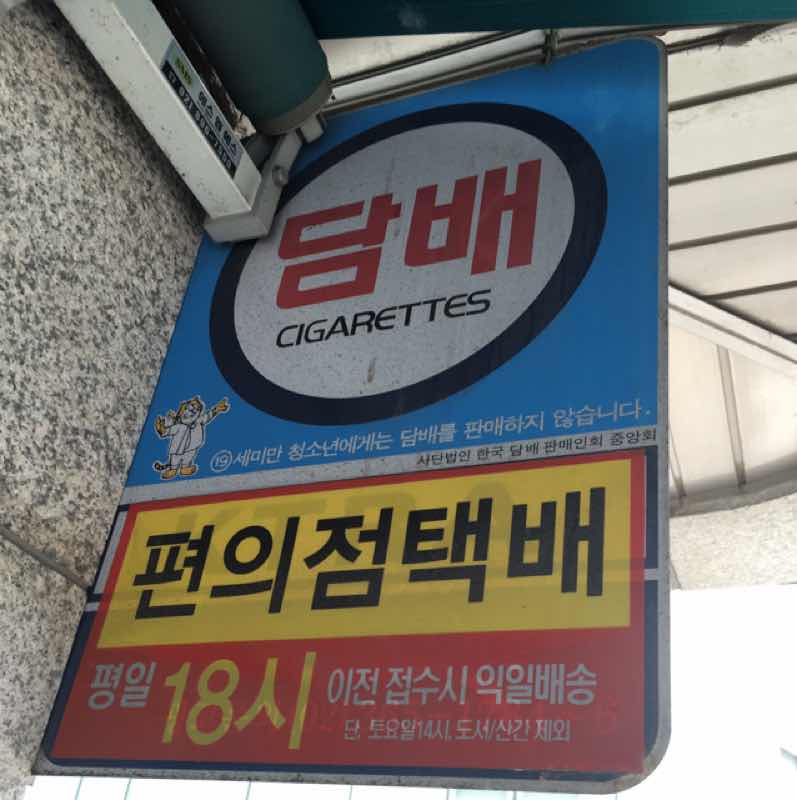 담배
CIGARETTES
19세미만 청소년에게는 담배를 판매하지 않습니다.
사단법인 한국 담배 판매인회 중앙회
편의점택배
평일 18시 이전 접수시 익일배송
단, 토요일14시, 도서/산간 제외